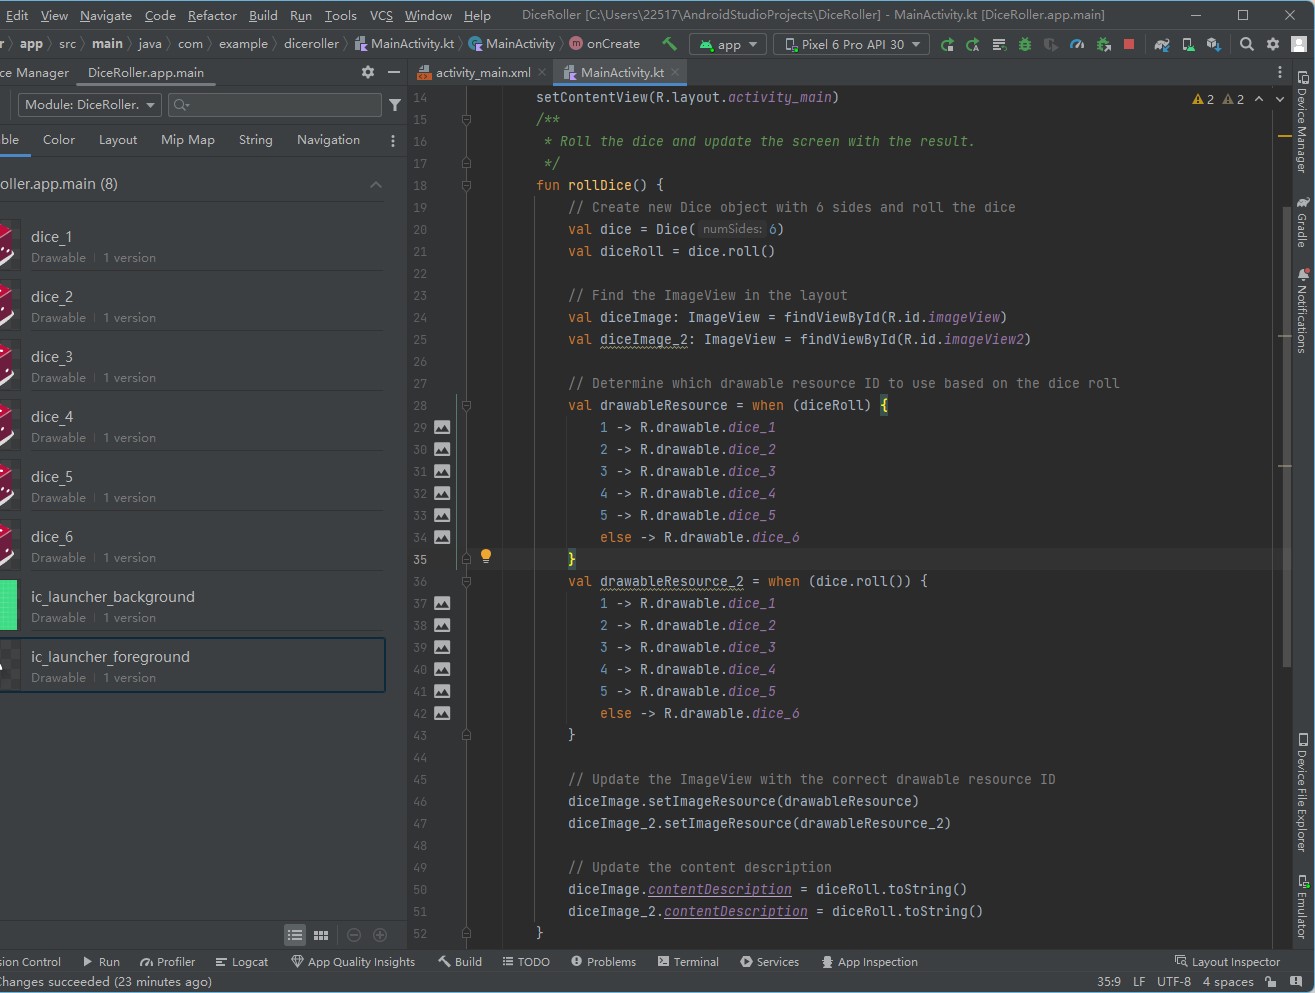 Edit View Navigate Code Refactor Build Run Tools VCS Window Help DiceRoller [C:\Users\22517\AndroidStudioProjects\DiceRoller] - MainActivity.kt [DiceRoller.app.main]
r app src main java com example diceroller MainActivity.kt MainActivity onCreate app Pixel 6 Pro API 30
ce Manager DiceRoller.app.main
activity_main.xml MainActivity.kt
Module: DiceRoller.
ble Color Layout Mip Map String Navigation
oller.app.main (8)
dice_1
Drawable 1 version
dice_2
Drawable 1 version
dice_3
Drawable 1 version
dice_4
Drawable 1 version
dice_5
Drawable 1 version
dice_6
Drawable 1 version
ic_launcher_background
Drawable 1 version
ic_launcher_foreground
Drawable 1 version
2 2
14 setContentView(R.layout.activity_main)
15 /**
16 * Roll the dice and update the screen with the result.
17 */
18 fun rollDice() {
19 // Create new Dice object with 6 sides and roll the dice
20 val dice = Dice( numSides: 6)
21 val diceRoll = dice.roll()
22
23 // Find the ImageView in the layout
24 val diceImage: ImageView = findViewById(R.id.imageView)
25 val diceImage_2: ImageView = findViewById(R.id.imageView2)
26
27 // Determine which drawable resource ID to use based on the dice roll
28 val drawableResource = when (diceRoll) {
29 1 -> R.drawable.dice_1
30 2 -> R.drawable.dice_2
31 3 -> R.drawable.dice_3
32 4 -> R.drawable.dice_4
33 5 -> R.drawable.dice_5
34 else -> R.drawable.dice_6
35 }
36 val drawableResource_2 = when (dice.roll()) {
37 1 -> R.drawable.dice_1
38 2 -> R.drawable.dice_2
39 3 -> R.drawable.dice_3
40 4 -> R.drawable.dice_4
41 5 -> R.drawable.dice_5
42 else -> R.drawable.dice_6
43 }
44
45 // Update the ImageView with the correct drawable resource ID
46 diceImage.setImageResource(drawableResource)
47 diceImage_2.setImageResource(drawableResource_2)
48
49 // Update the content description
50 diceImage.contentDescription = diceRoll.toString()
51 diceImage_2.contentDescription = diceRoll.toString()
52 }
Device Manager
Gradle
Notifications
Device File Explorer
Emulator
sion Control Run Profiler Logcat App Quality Insights Build TODO Problems Terminal Services App Inspection Layout Inspector
hanges succeeded (23 minutes ago) 35:9 LF UTF-8 4 spaces